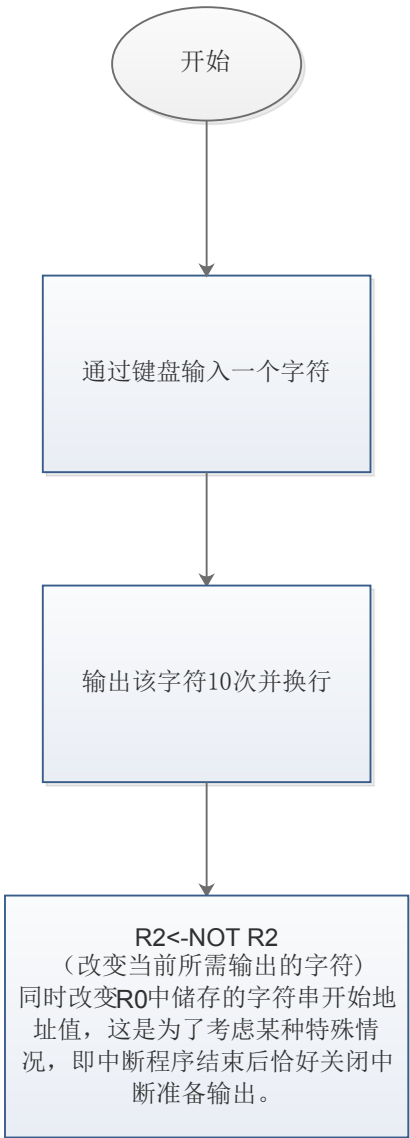 开始
通过键盘输入一个字符
输出该字符10次并换行
R2<-NOT R2
（改变当前所需输出的字符)
同时改变R0中储存的字符串开始地
址值，这是为了考虑某种特殊情
况，即中断程序结束后恰好关闭中
断准备输出。